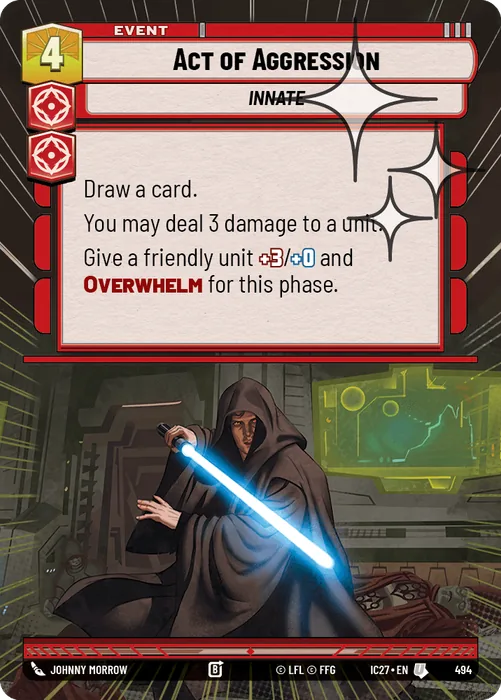 EVENT
4
ACT OF AGGRESSION
INNATE
Draw a card.
You may deal 3 damage to a unit.
Give a friendly unit +3/+0 and
OVERWHELM for this phase.
JOHNNY MORROW
B
© LFL © FFG
IC27•EN
494